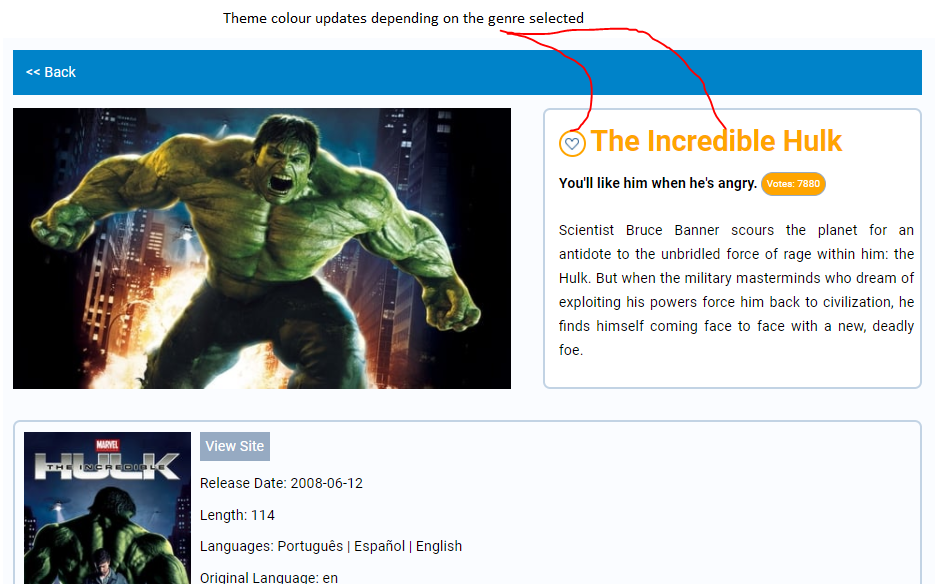 Theme colour updates depending on the genre selected
<< Back
The Incredible Hulk
You'll like him when he's angry. Votes: 7880
Scientist Bruce Banner scours the planet for an
antidote to the unbridled force of rage within him: the
Hulk. But when the military masterminds who dream of
exploiting his powers force him back to civilization, he
finds himself coming face to face with a new, deadly
foe.
MARVEL
THE INCREDIBLE
HULK
View Site
Release Date: 2008-06-12
Length: 114
Languages: Português | Español | English
Original Language: en